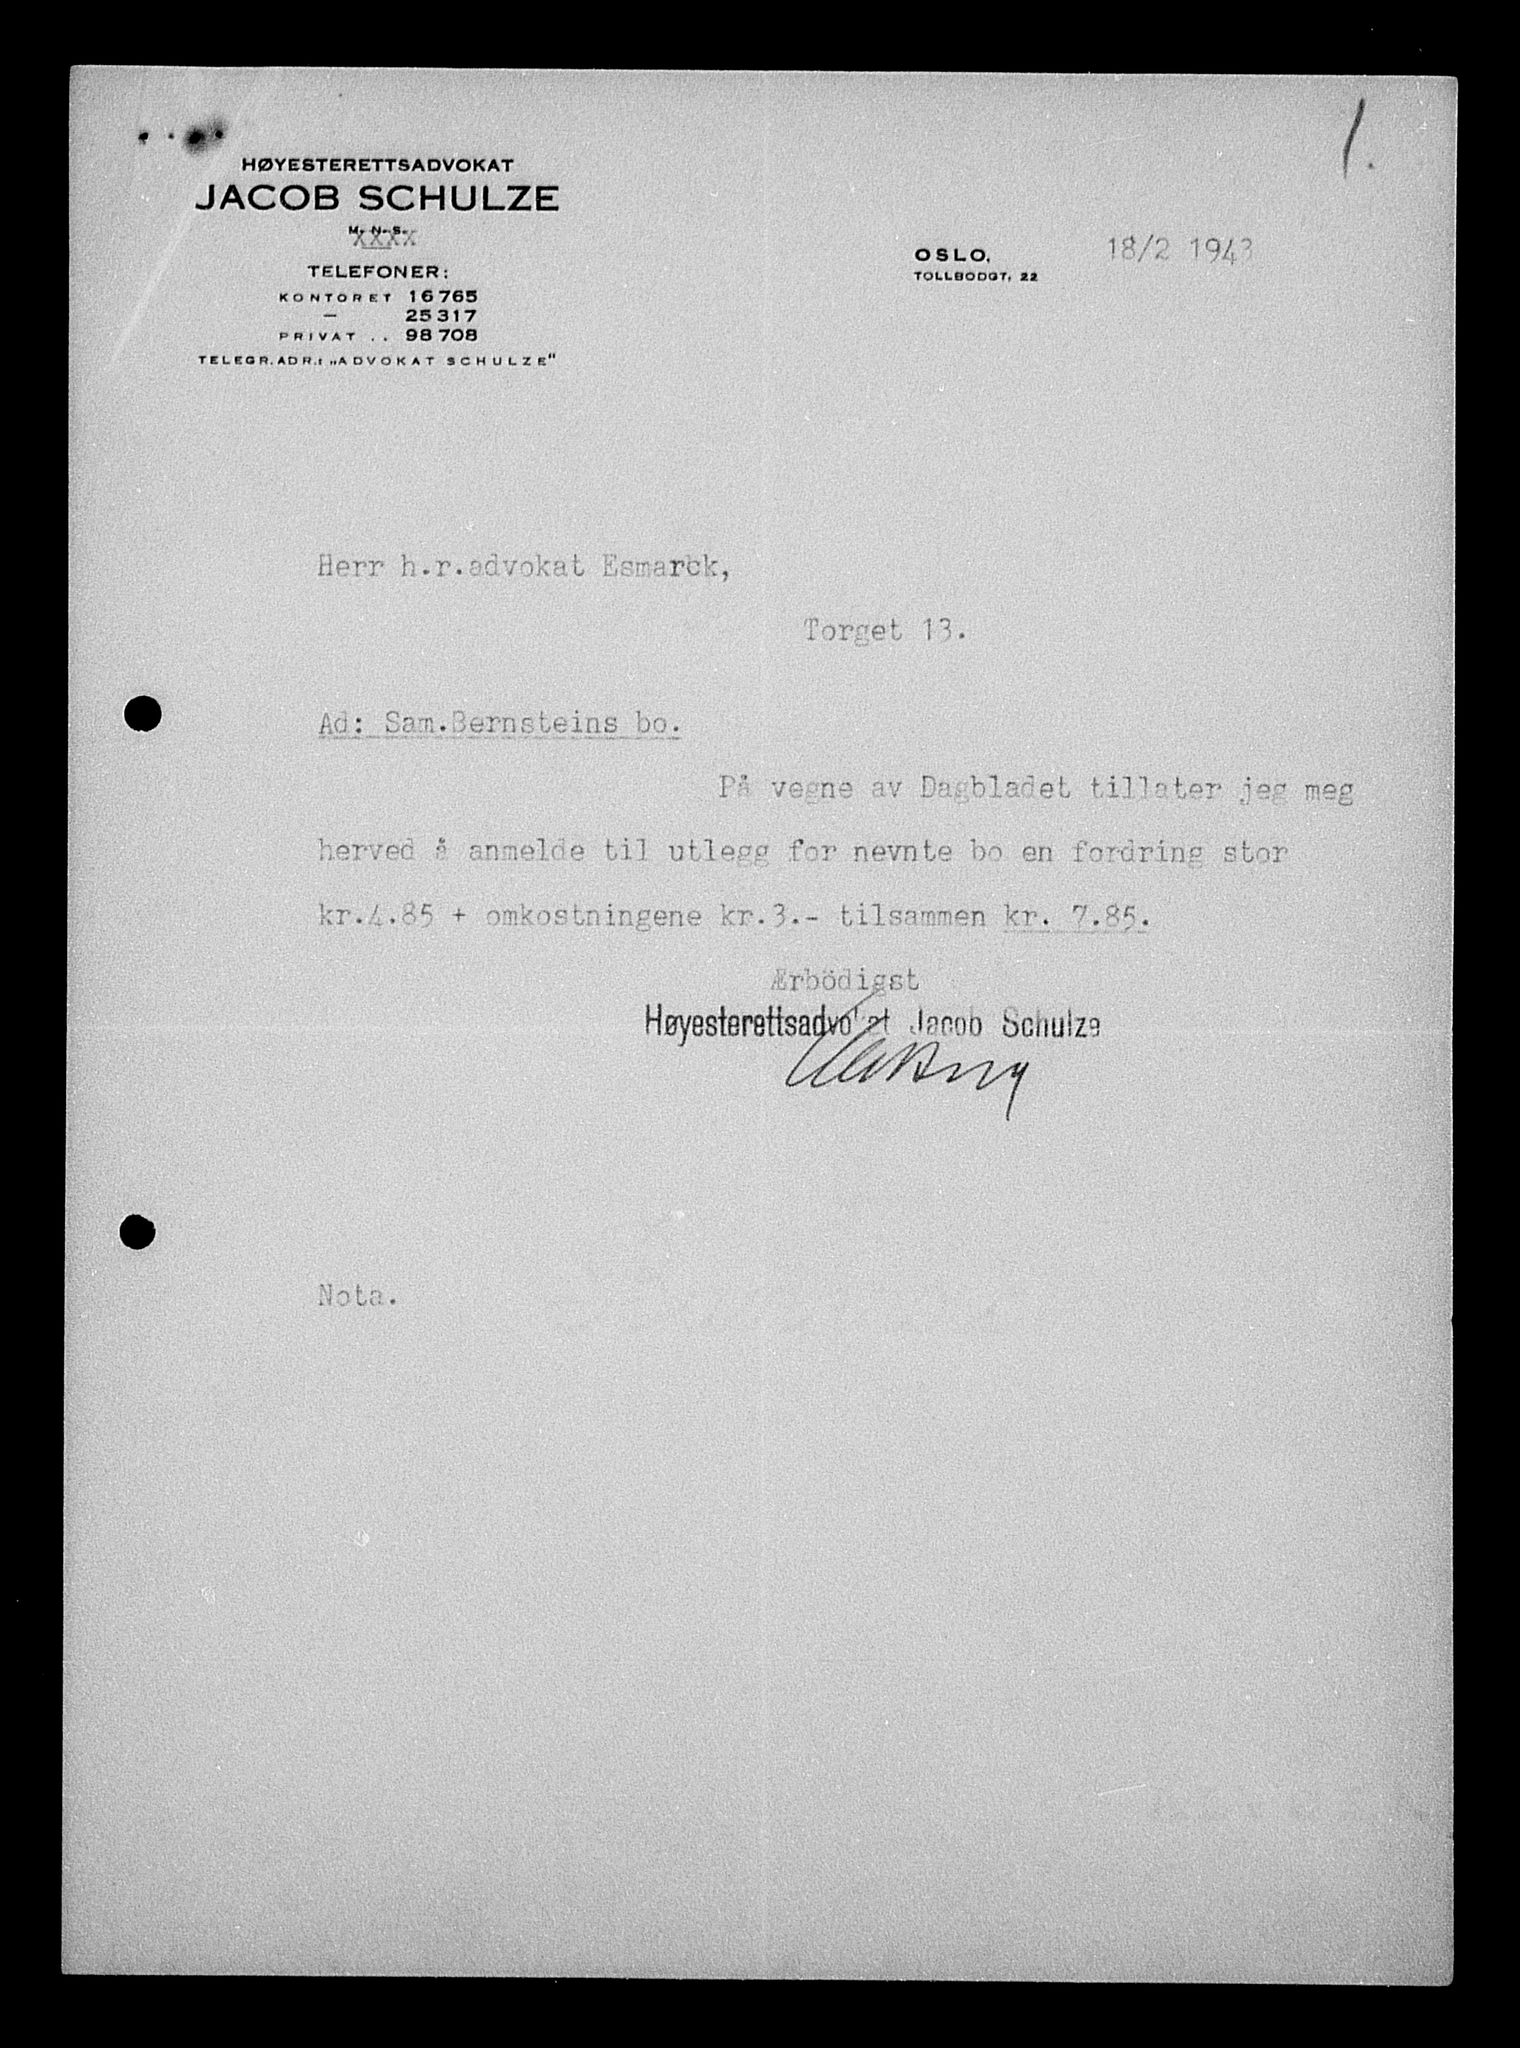 1.
HØYESTERETTSADVOKAT
JACOB SCHULZE
M.N.S.
TELEFONER:
KONTORET 16765
— 25317
PRIVAT .. 98708
TELEGR.ADR.: „ADVOKAT SCHULZE"
OSLO, 18/2 1943
TOLLBODGT. 22
Herr h.r.advokat Esmarck,
Torget 13.
Ad: Sam.Bernsteins bo.
På vegne av Dagbladet tillater jeg meg
herved å anmelde til utlegg for nevnte bo en fordring stor
kr.4.85 + omkostningene kr.3.- tilsammen kr. 7.85.
Ærbödigst
Høyesterettsadvokat Jacob Schulze
Nota.